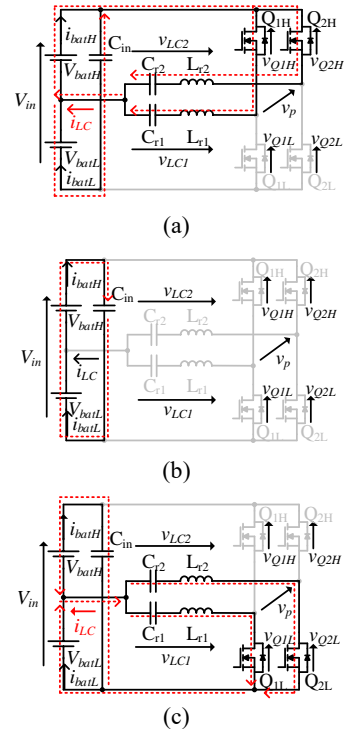 i_batH C_in v_LC2 Q_1H Q_2H
V_batH C_r2 L_r2 v_Q1H v_Q2H
V_in
i_LC v_p
V_batL C_r1 L_r1 v_Q1L v_Q2L
i_batL v_LC1 Q_1L Q_2L
(a)
i_batH C_in v_LC2 Q_1H Q_2H
V_batH C_r2 L_r2 v_Q1H v_Q2H
V_in
i_LC v_p
V_batL C_r1 L_r1 v_Q1L v_Q2L
i_batL v_LC1 Q_1L Q_2L
(b)
i_batH C_in v_LC2 Q_1H Q_2H
V_batH C_r2 L_r2 v_Q1H v_Q2H
V_in
i_LC v_p
V_batL C_r1 L_r1 v_Q1L v_Q2L
i_batL v_LC1 Q_1L Q_2L
(c)